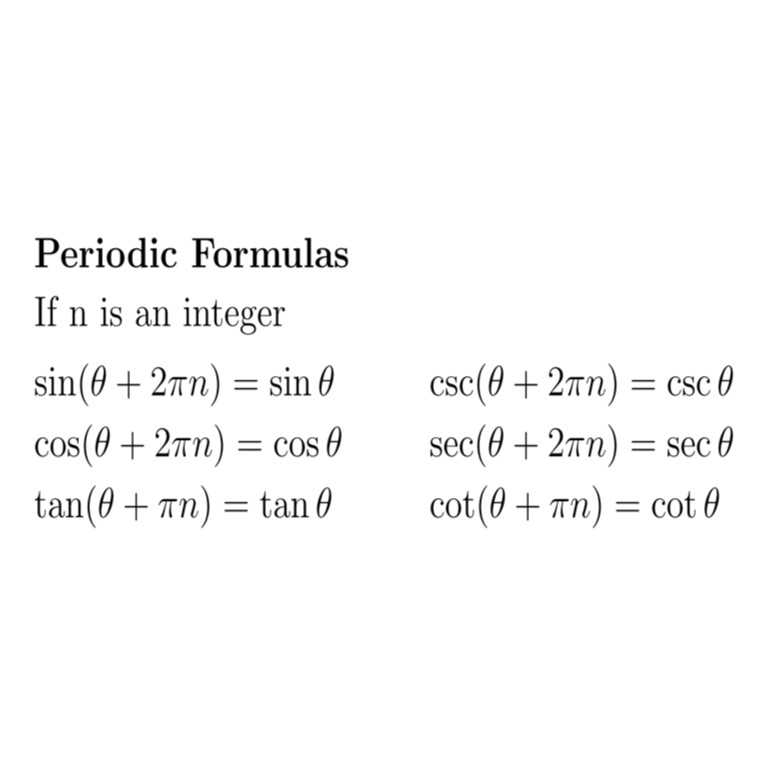 Periodic Formulas
If n is an integer
sin(θ + 2πn) = sin θ csc(θ + 2πn) = csc θ
cos(θ + 2πn) = cos θ sec(θ + 2πn) = sec θ
tan(θ + πn) = tan θ cot(θ + πn) = cot θ